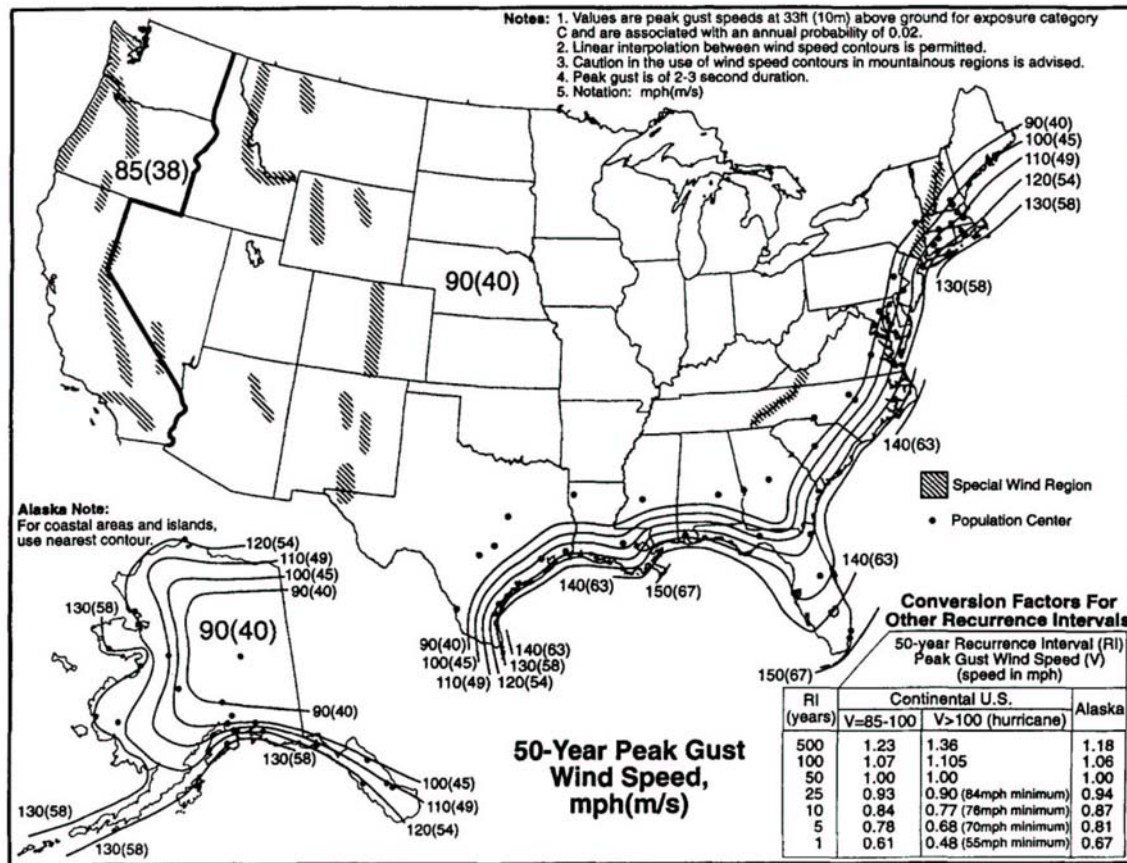 Notes: 1. Values are peak gust speeds at 33ft (10m) above ground for exposure category
C and are associated with an annual probability of 0.02.
2. Linear interpolation between wind speed contours is permitted.
3. Caution in the use of wind speed contours in mountainous regions is advised.
4. Peak gust is of 2-3 second duration.
5. Notation: mph(m/s)
90(40)
100(45)
110(49)
120(54)
130(58)
85(38)
90(40)
130(58)
140(63)
Special Wind Region
Population Center
Alaska Note:
For coastal areas and islands,
use nearest contour.
120(54)
110(49)
100(45)
90(40)
130(58)
90(40)
90(40)
130(58)
100(45)
110(49)
120(54)
130(58)
130(58)
140(63)
150(67)
140(63)
150(67)
90(40)
100(45)
110(49)
140(63)
130(58)
120(54)
50-Year Peak Gust
Wind Speed,
mph(m/s)
Conversion Factors For
Other Recurrence Intervals
50-year Recurrence Interval (RI)
Peak Gust Wind Speed (V)
(speed in mph)
RI (years) Continental U.S. Alaska
V=85-100 V>100 (hurricane)
500 1.23 1.36 1.18
100 1.07 1.105 1.06
50 1.00 1.00 1.00
25 0.93 0.90 (84mph minimum) 0.94
10 0.84 0.77 (76mph minimum) 0.87
5 0.78 0.68 (70mph minimum) 0.81
1 0.61 0.48 (55mph minimum) 0.67